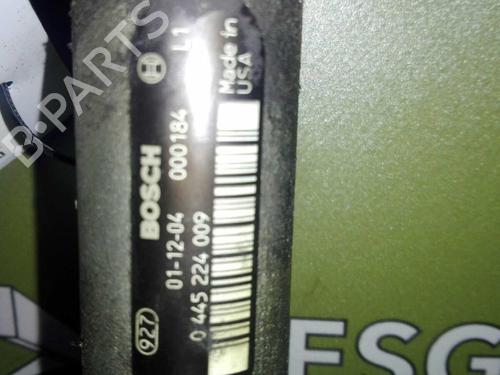 L1
Made in
USA
BOSCH
01-12-04 000184
927
0 445 224 009
B-PARTS
ESG